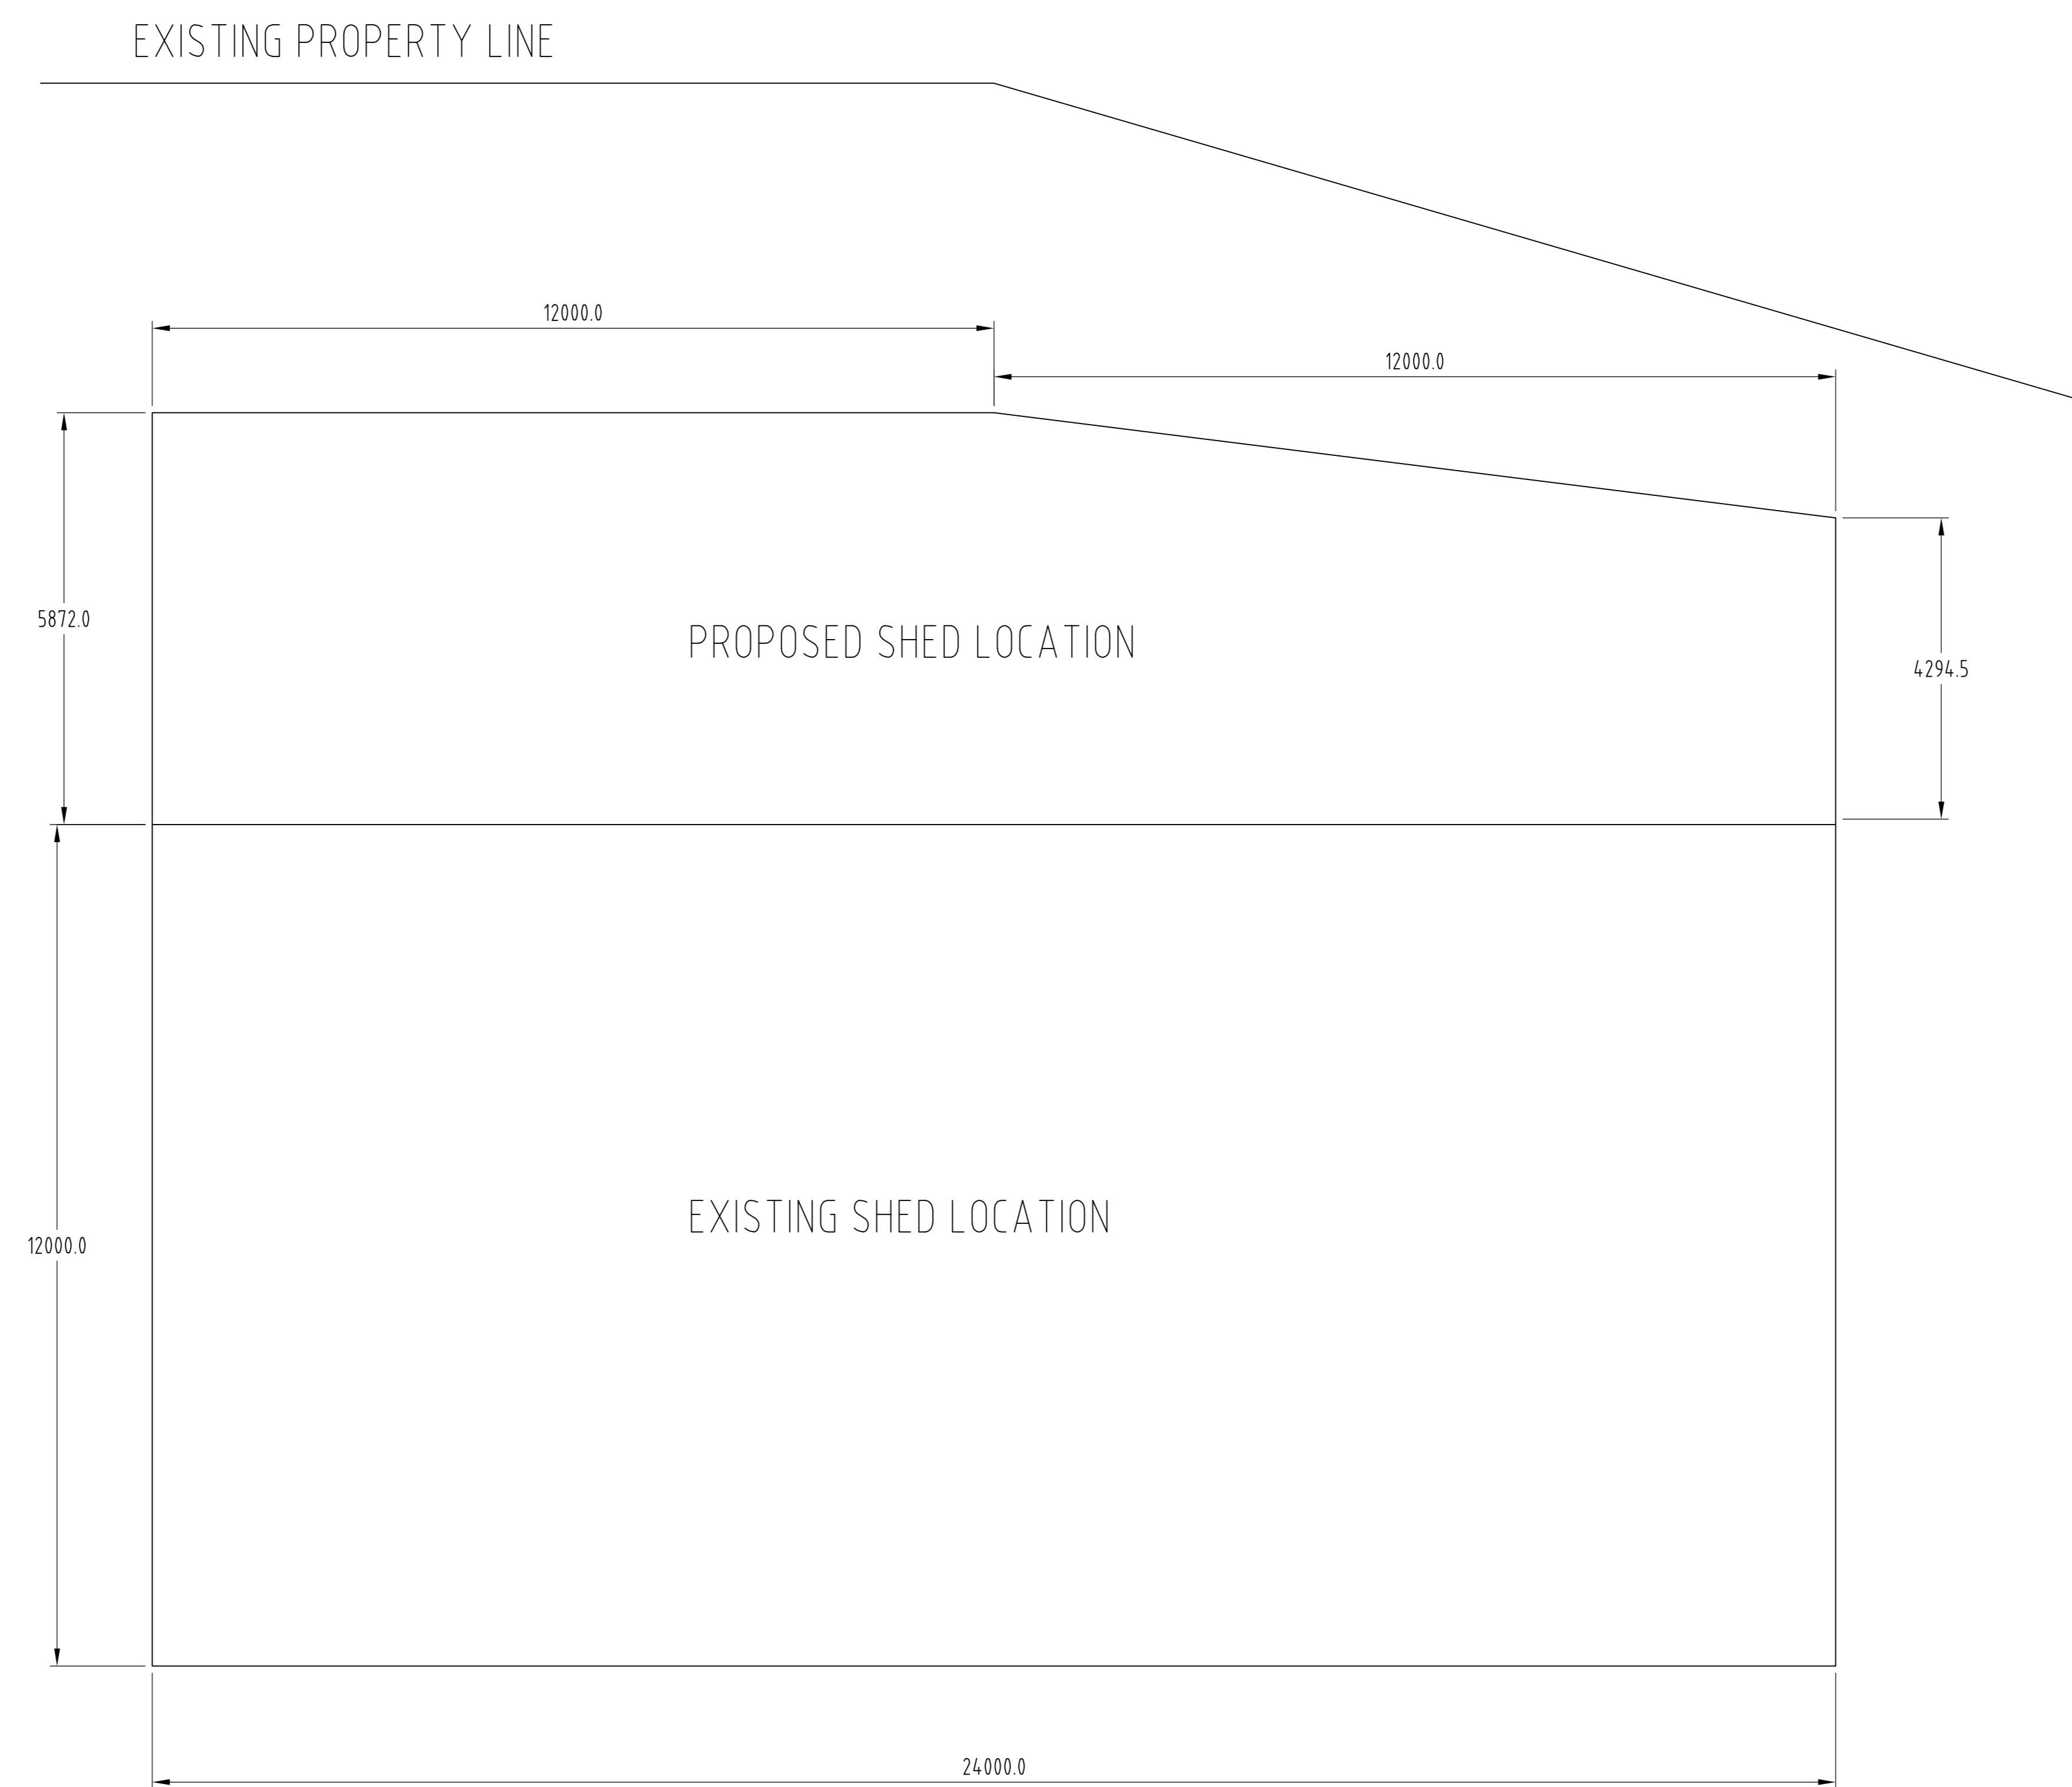 EXISTING PROPERTY LINE
12000.0
12000.0
5872.0
PROPOSED SHED LOCATION
4294.5
EXISTING SHED LOCATION
12000.0
24000.0